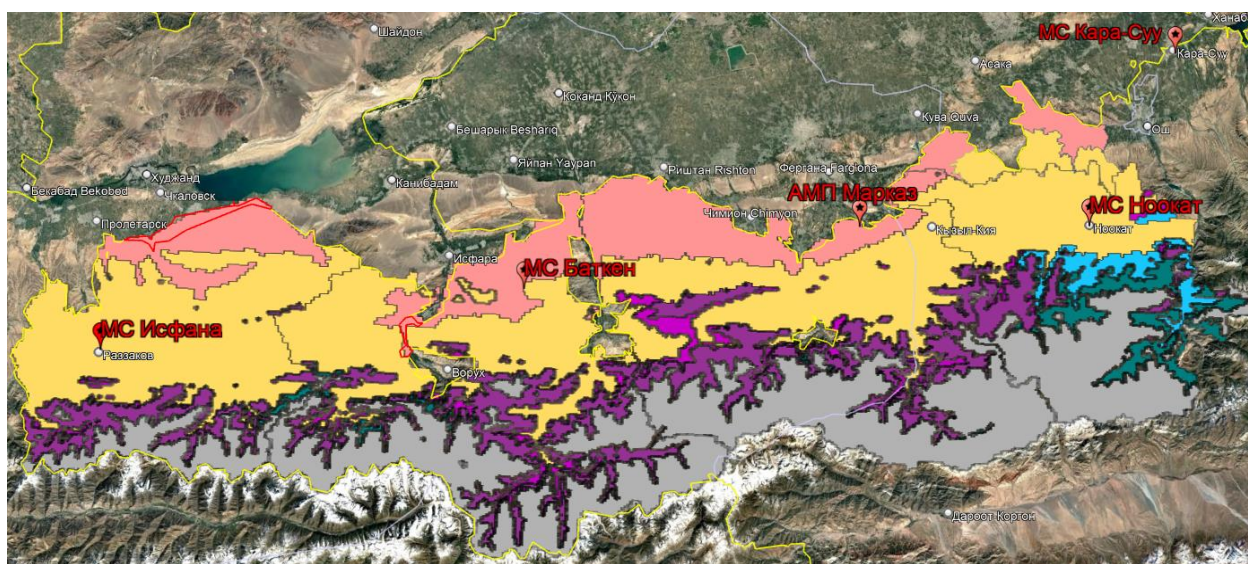 Шайдон
МС Кара-Суу
Кара-Суу
Асака
Коканд Қўқон
Кува Quva
Бешарык Beshariq
Ош
Яйпан Yaypan
Риштан Rishton
Фергана Farg'ona
Худжанд
Канибадам
Бекабад Bekobod
Чкаловск
АМП Марказ
МС Ноокат
Пролетарск
Чимион Chimyon
Кызыл-Кия
Ноокат
Исфара
МС Баткен
МС Исфана
Раззаков
Ворух
Дароот Коргон